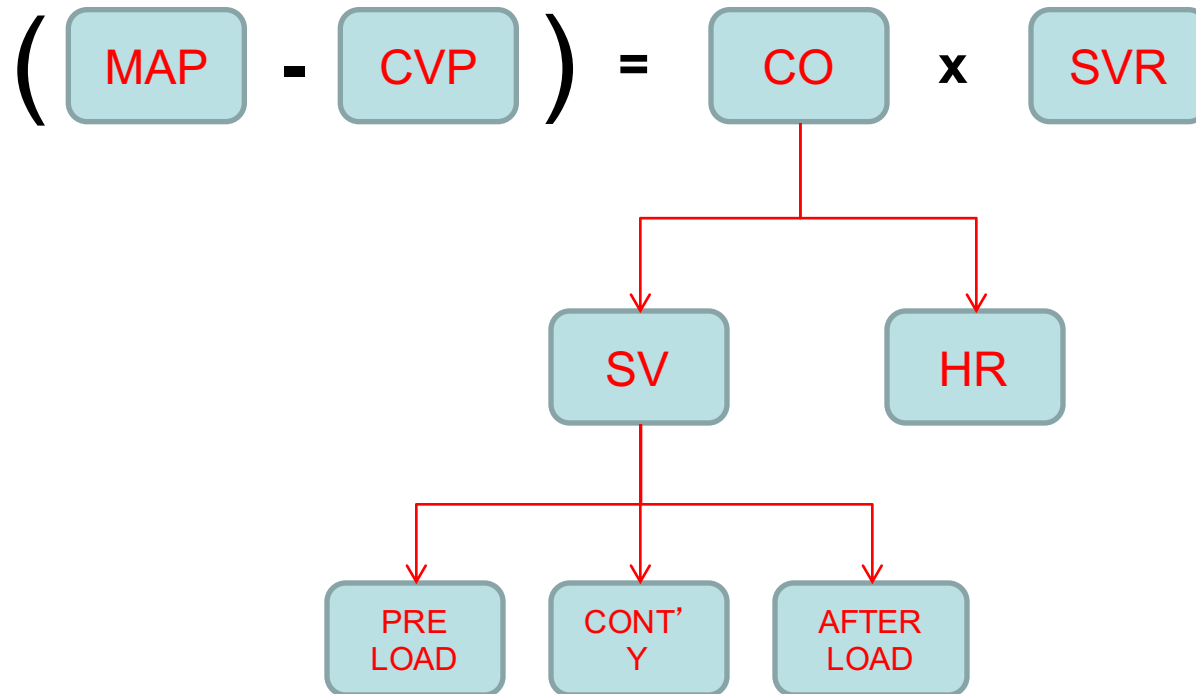 ( MAP - CVP ) = CO x SVR
SV HR
PRE
LOAD
CONT’
Y
AFTER
LOAD